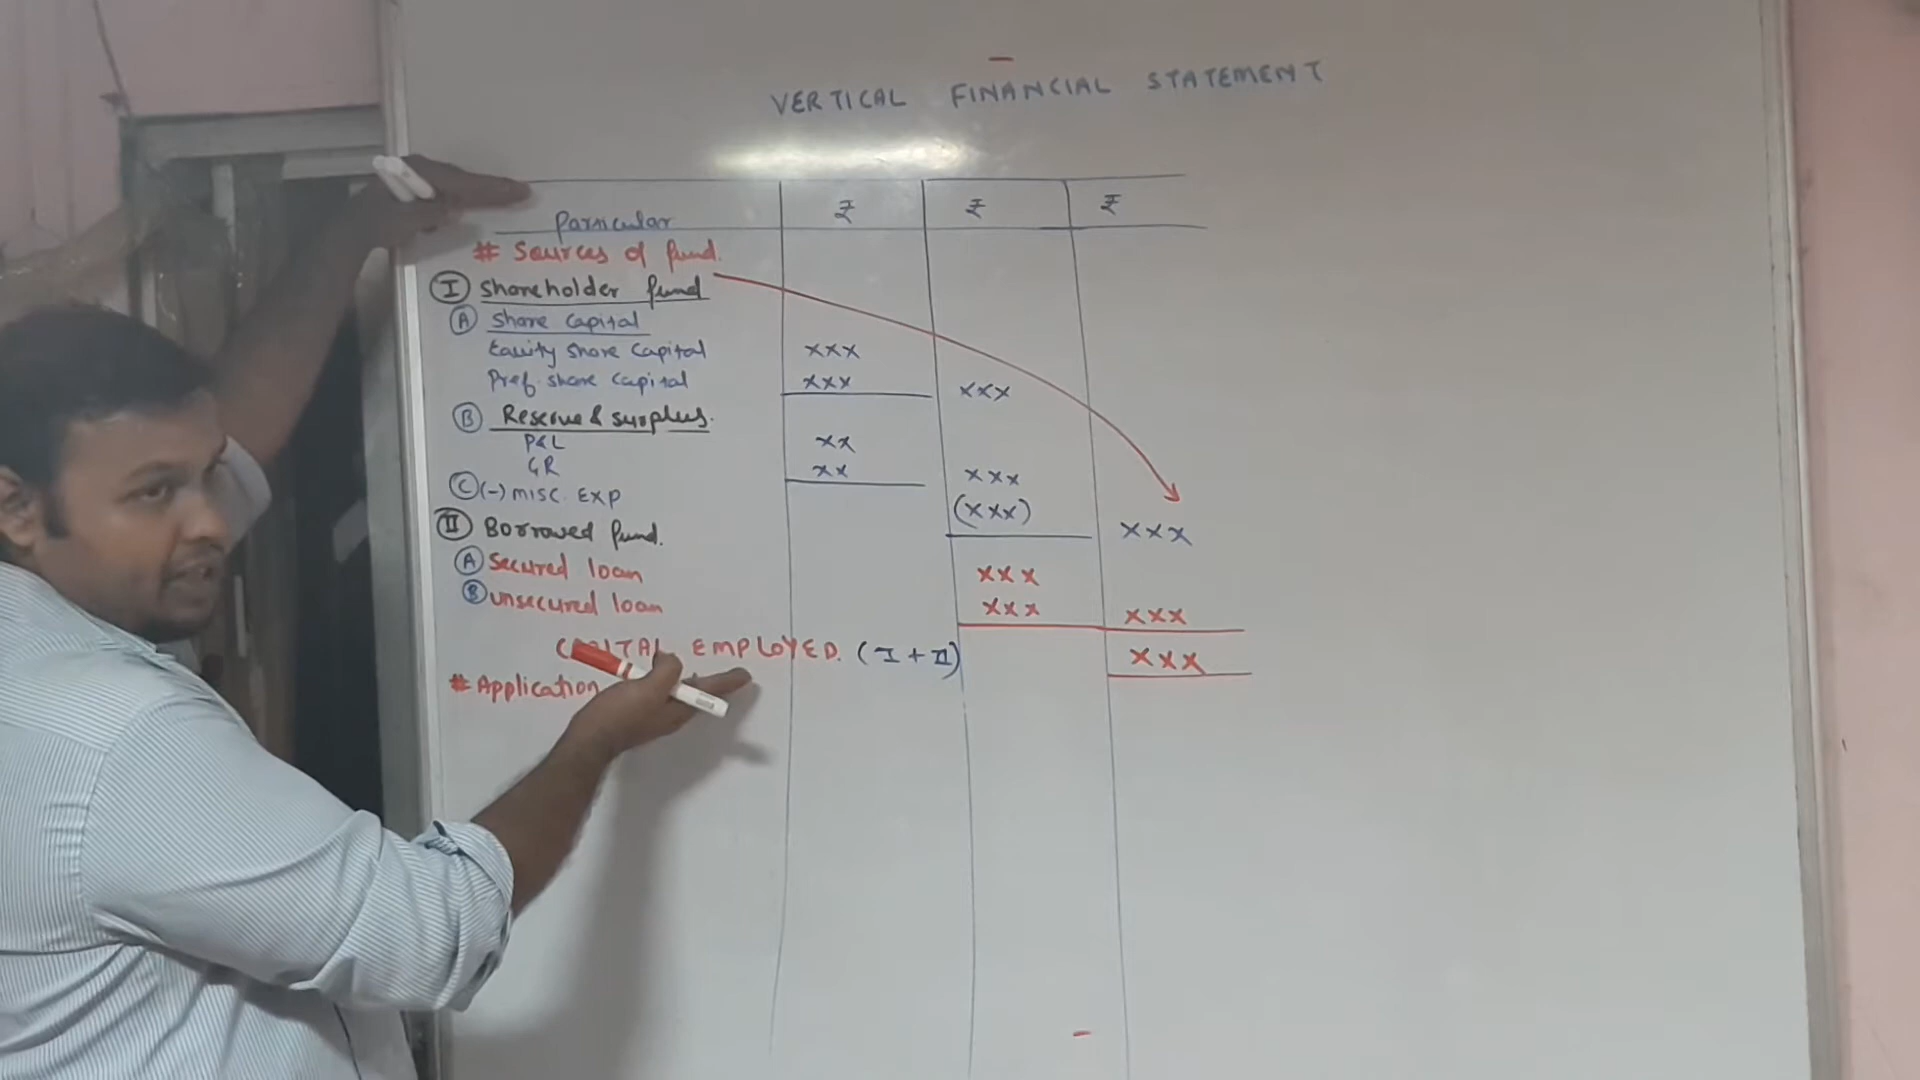 VERTICAL FINANCIAL STATEMENT
Particular ₹ ₹ ₹
# Sources of fund.
I Shareholder fund
A Share Capital
Equity Share Capital xxx
Pref. share Capital xxx xxx
B Reserve & surplus.
P&L xx
GR xx xxx
C (-) MISC. EXP (xxx) xxx
II Borrowed fund.
A Secured loan xxx
B unsecured loan xxx xxx
CAPITAL EMPLOYED. (I + II) xxx
# Application